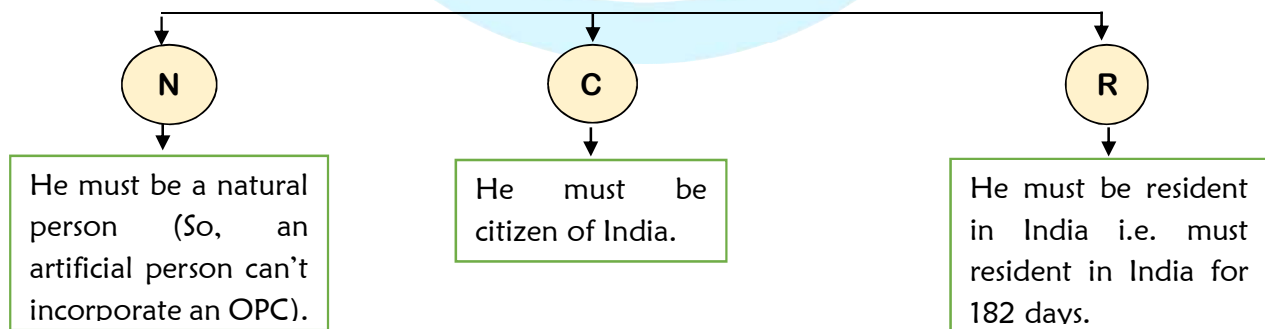 N
C
R
He must be a natural
person (So, an
artificial person can't
incorporate an OPC).
He must be
citizen of India.
He must be resident
in India i.e. must
resident in India for
182 days.